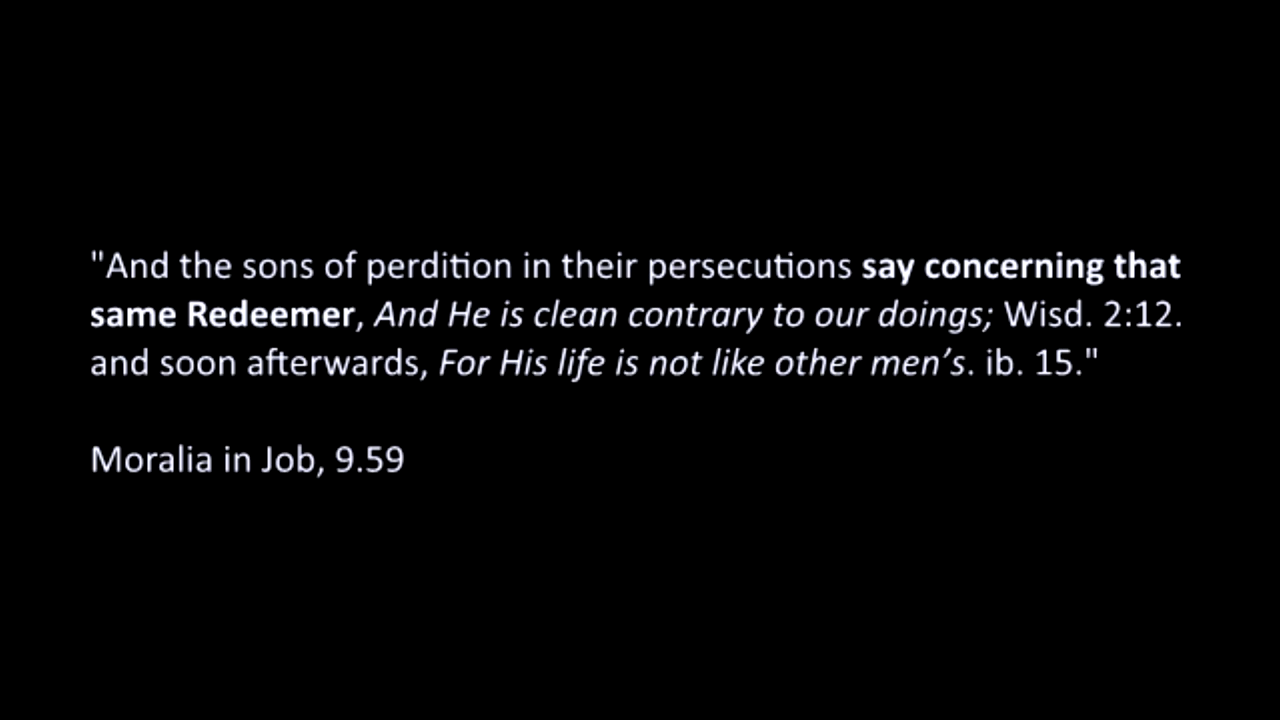 "And the sons of perdition in their persecutions say concerning that
same Redeemer, And He is clean contrary to our doings; Wisd. 2:12.
and soon afterwards, For His life is not like other men’s. ib. 15."
Moralia in Job, 9.59